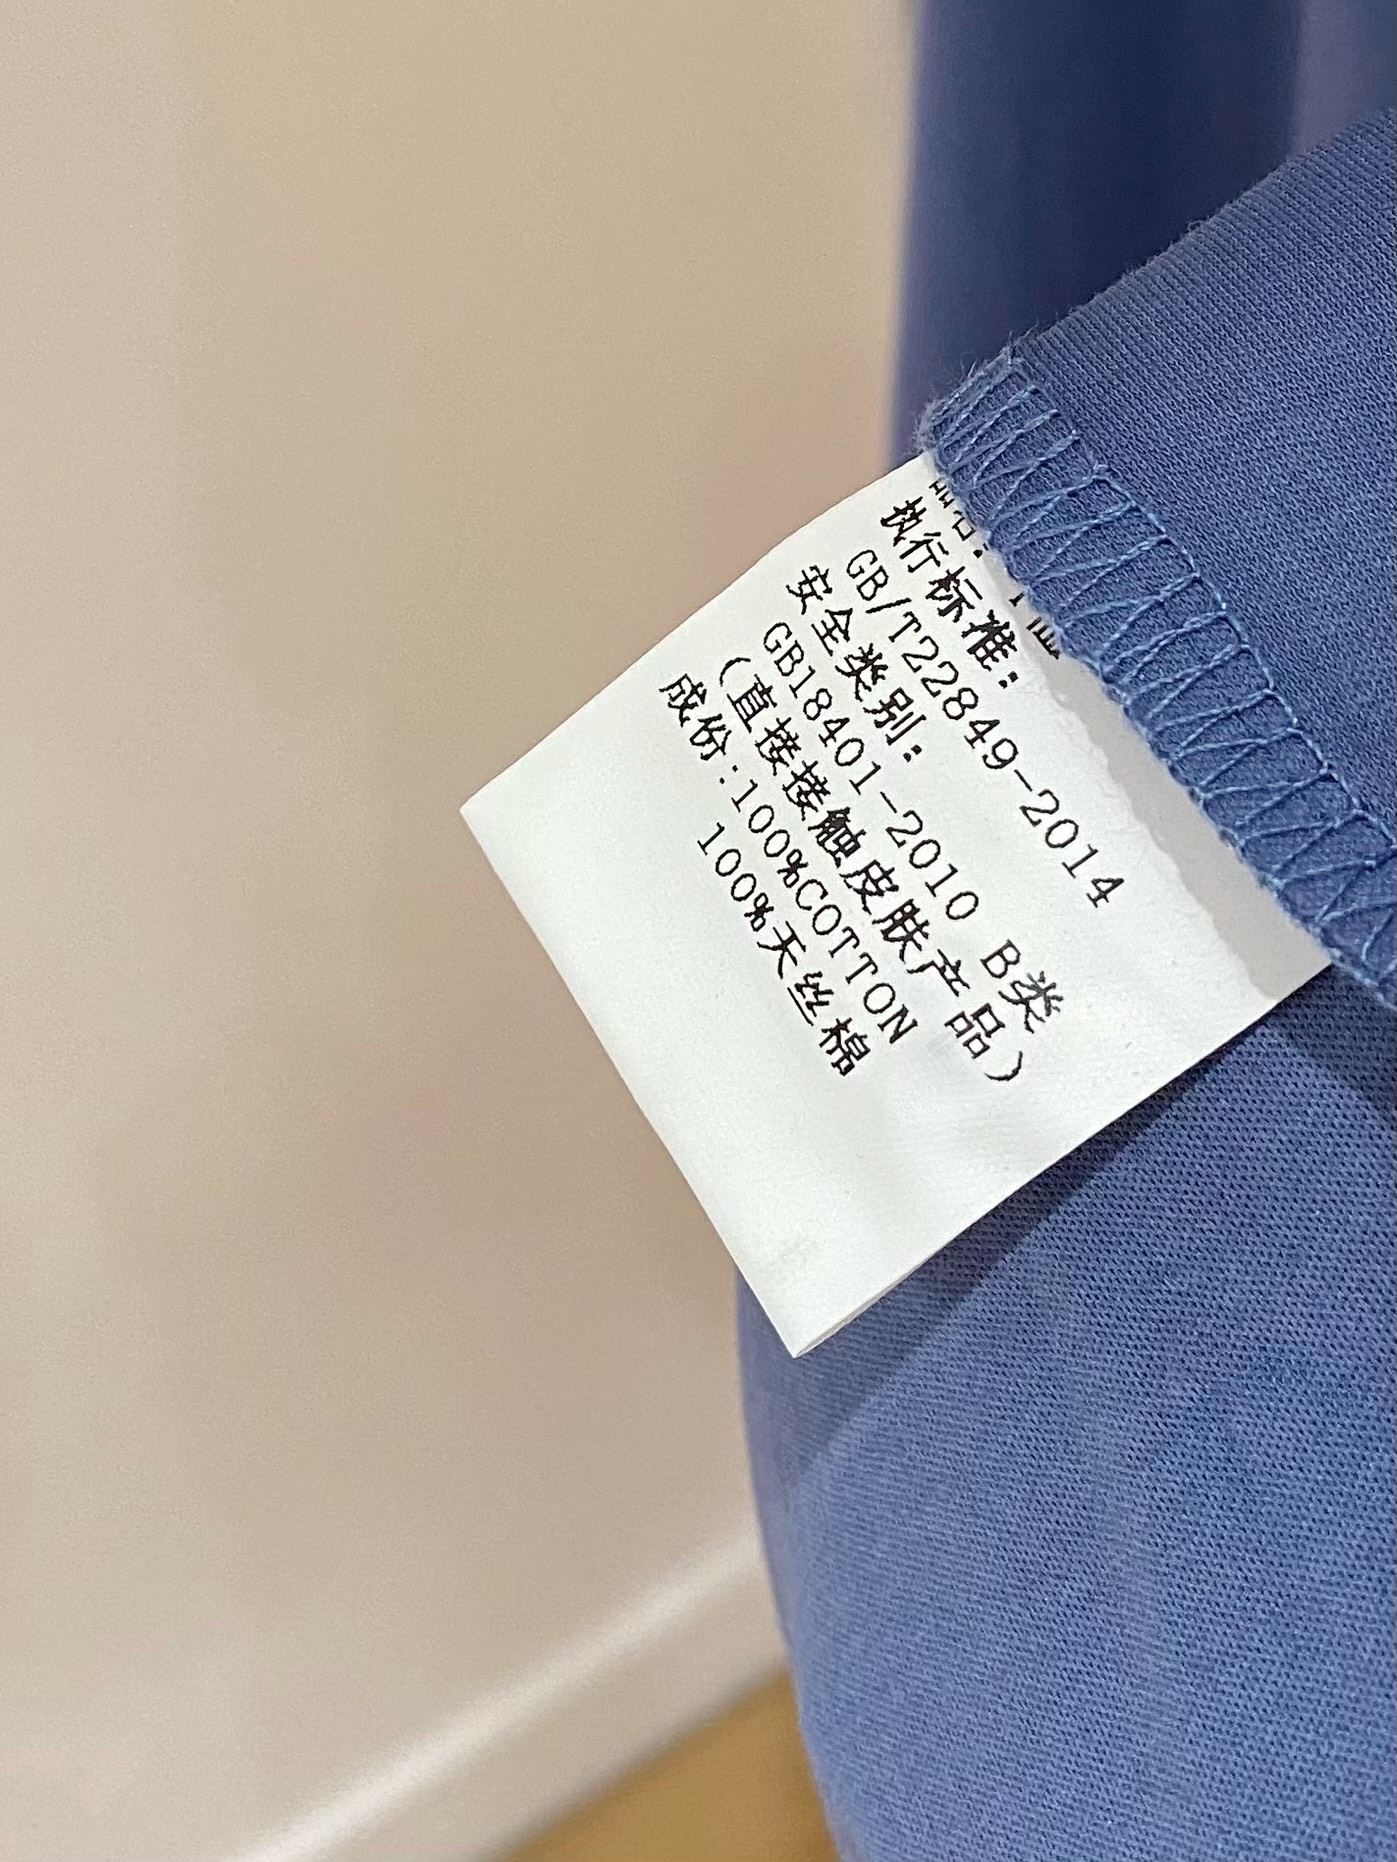 执行标准：
GB/T22849-2014
安全类别：
GB18401-2010 B类
(直接接触皮肤产品)
成份:100%COTTON
100%天丝棉